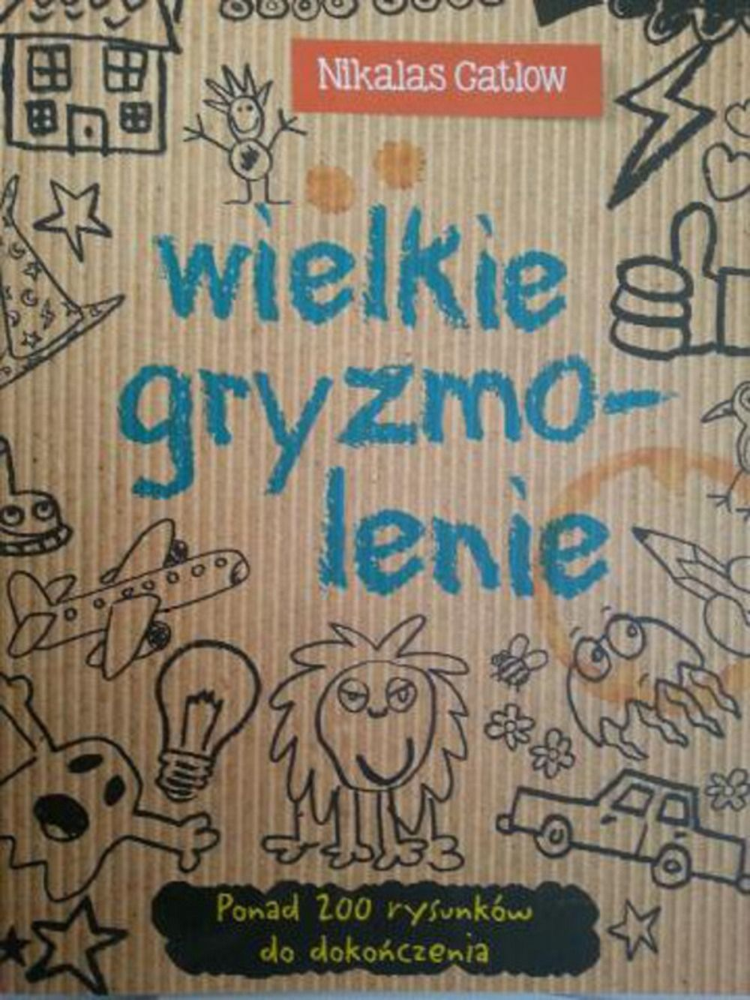 Nikalas Catlow
wielkie
gryzmo-
lenie
Ponad 200 rysunków
do dokończenia